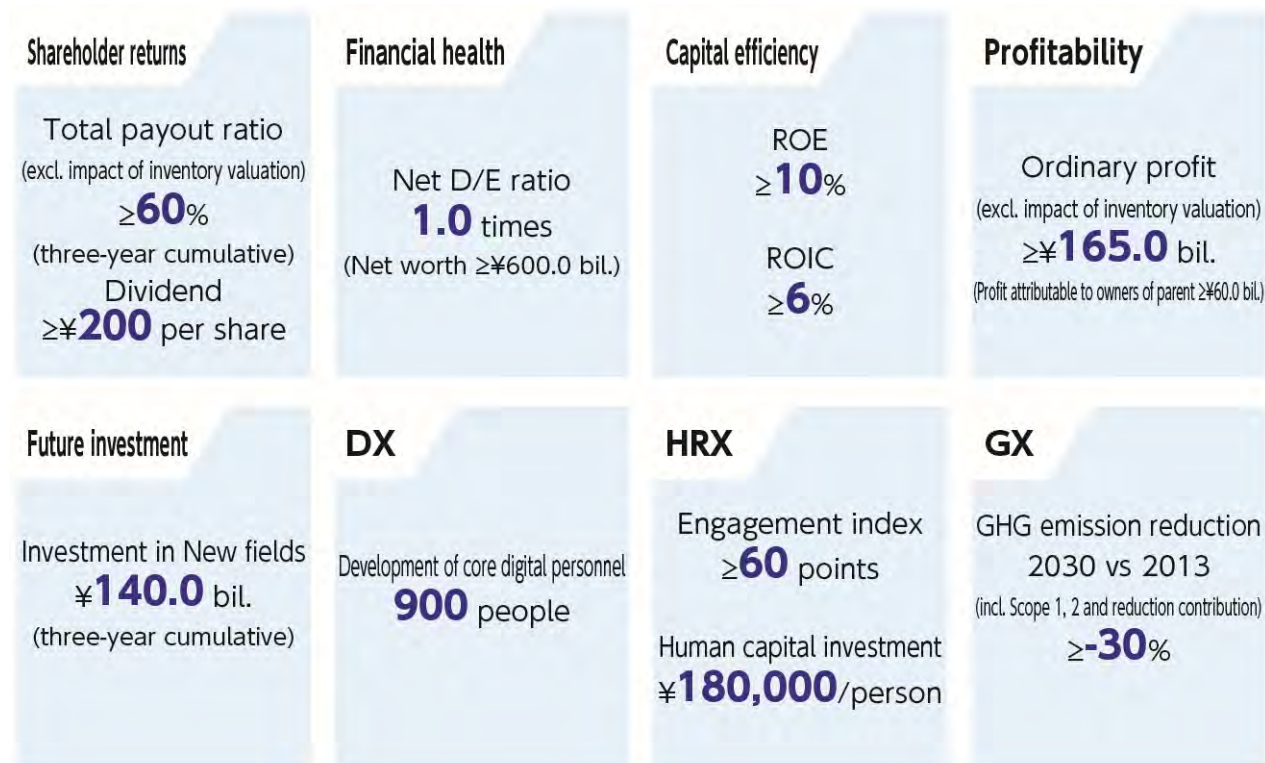 Shareholder returns
Total payout ratio
(excl. impact of inventory valuation)
≥60%
(three-year cumulative)
Dividend
≥¥200 per share
Financial health
Net D/E ratio
1.0 times
(Net worth ≥¥600.0 bil.)
Capital efficiency
ROE
≥10%
ROIC
≥6%
Profitability
Ordinary profit
(excl. impact of inventory valuation)
≥¥165.0 bil.
(Profit attributable to owners of parent ≥¥60.0 bil.)
Future investment
Investment in New fields
¥140.0 bil.
(three-year cumulative)
DX
Development of core digital personnel
900 people
HRX
Engagement index
≥60 points
Human capital investment
¥180,000/person
GX
GHG emission reduction
2030 vs 2013
(incl. Scope 1, 2 and reduction contribution)
≥-30%